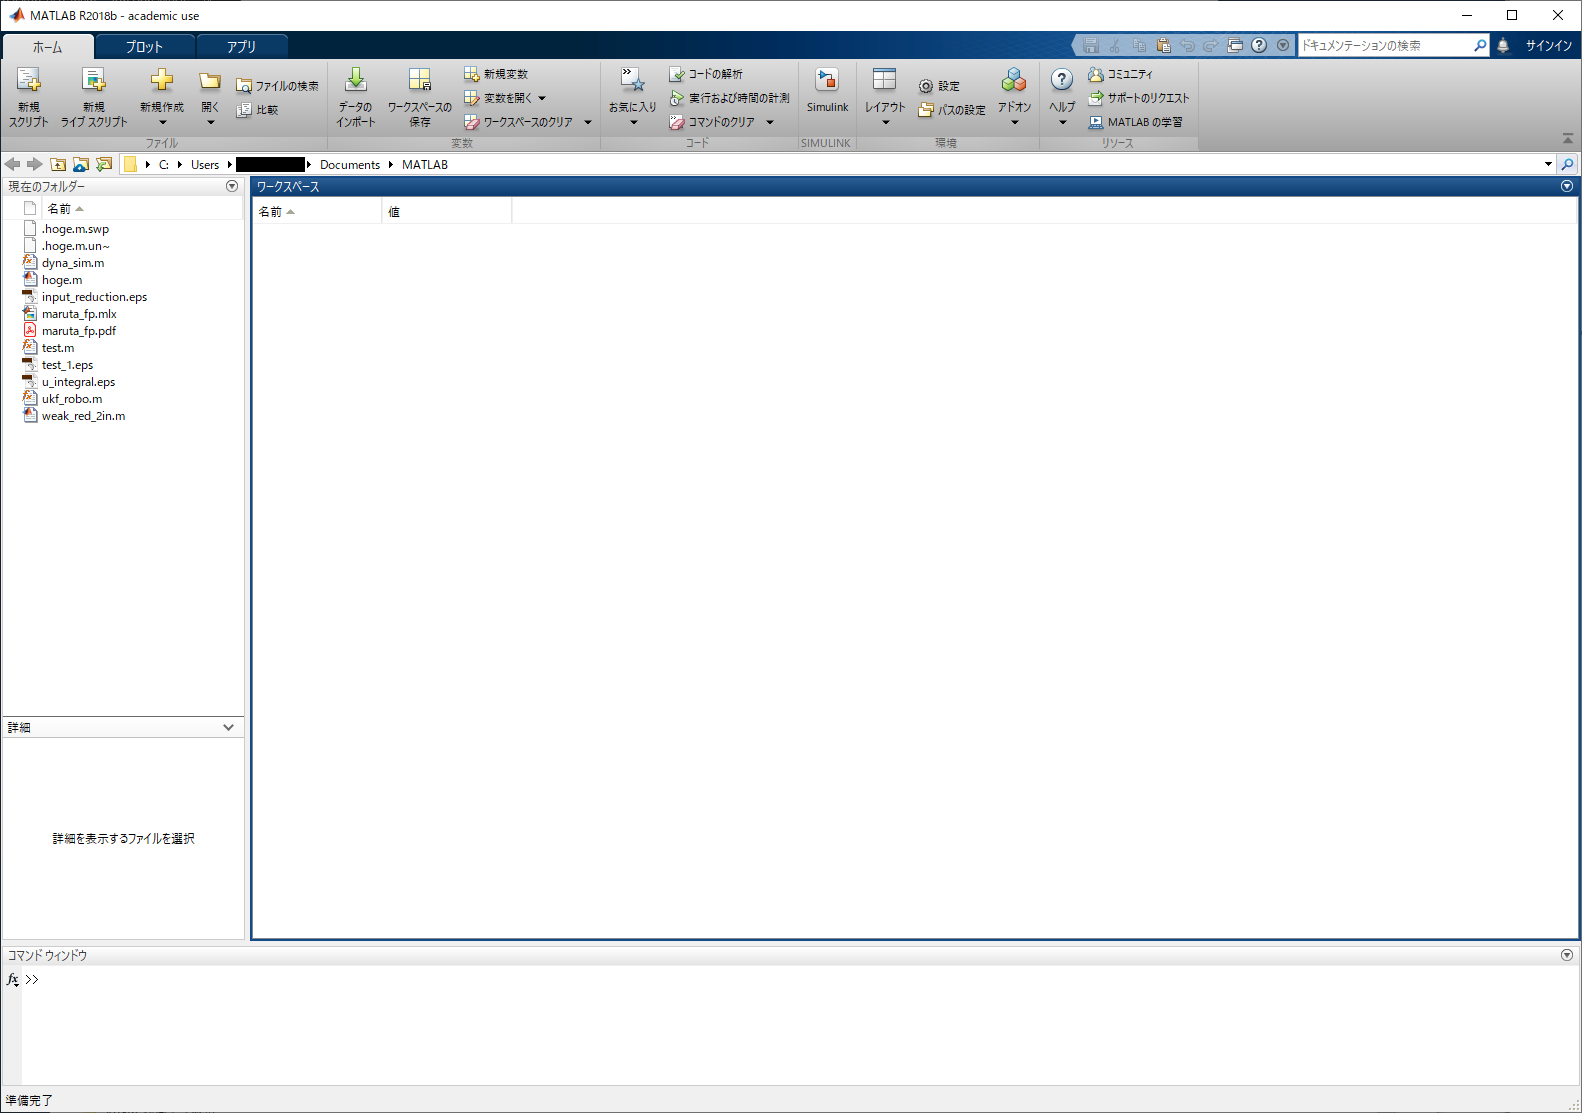 MATLAB R2018b - academic use
ホーム プロット アプリ
ドキュメンテーションの検索 サインイン
新規
スクリプト
新規
ライブ スクリプト
新規作成
開く
ファイルの検索
比較
ファイル
データの
インポート
ワークスペースの
保存
新規変数
変数を開く
ワークスペースのクリア
変数
お気に入り
コードの解析
実行および時間の計測
コマンドのクリア
コード
Simulink
SIMULINK
レイアウト
設定
パスの設定
アドオン
環境
ヘルプ
コミュニティ
サポートのリクエスト
MATLAB の学習
リソース
C: Users Documents MATLAB
現在のフォルダー
名前
.hoge.m.swp
.hoge.m.un~
dyna_sim.m
hoge.m
input_reduction.eps
maruta_fp.mlx
maruta_fp.pdf
test.m
test_1.eps
u_integral.eps
ukf_robo.m
weak_red_2in.m
詳細
詳細を表示するファイルを選択
ワークスペース
名前 値
コマンド ウィンドウ
fx >>
準備完了